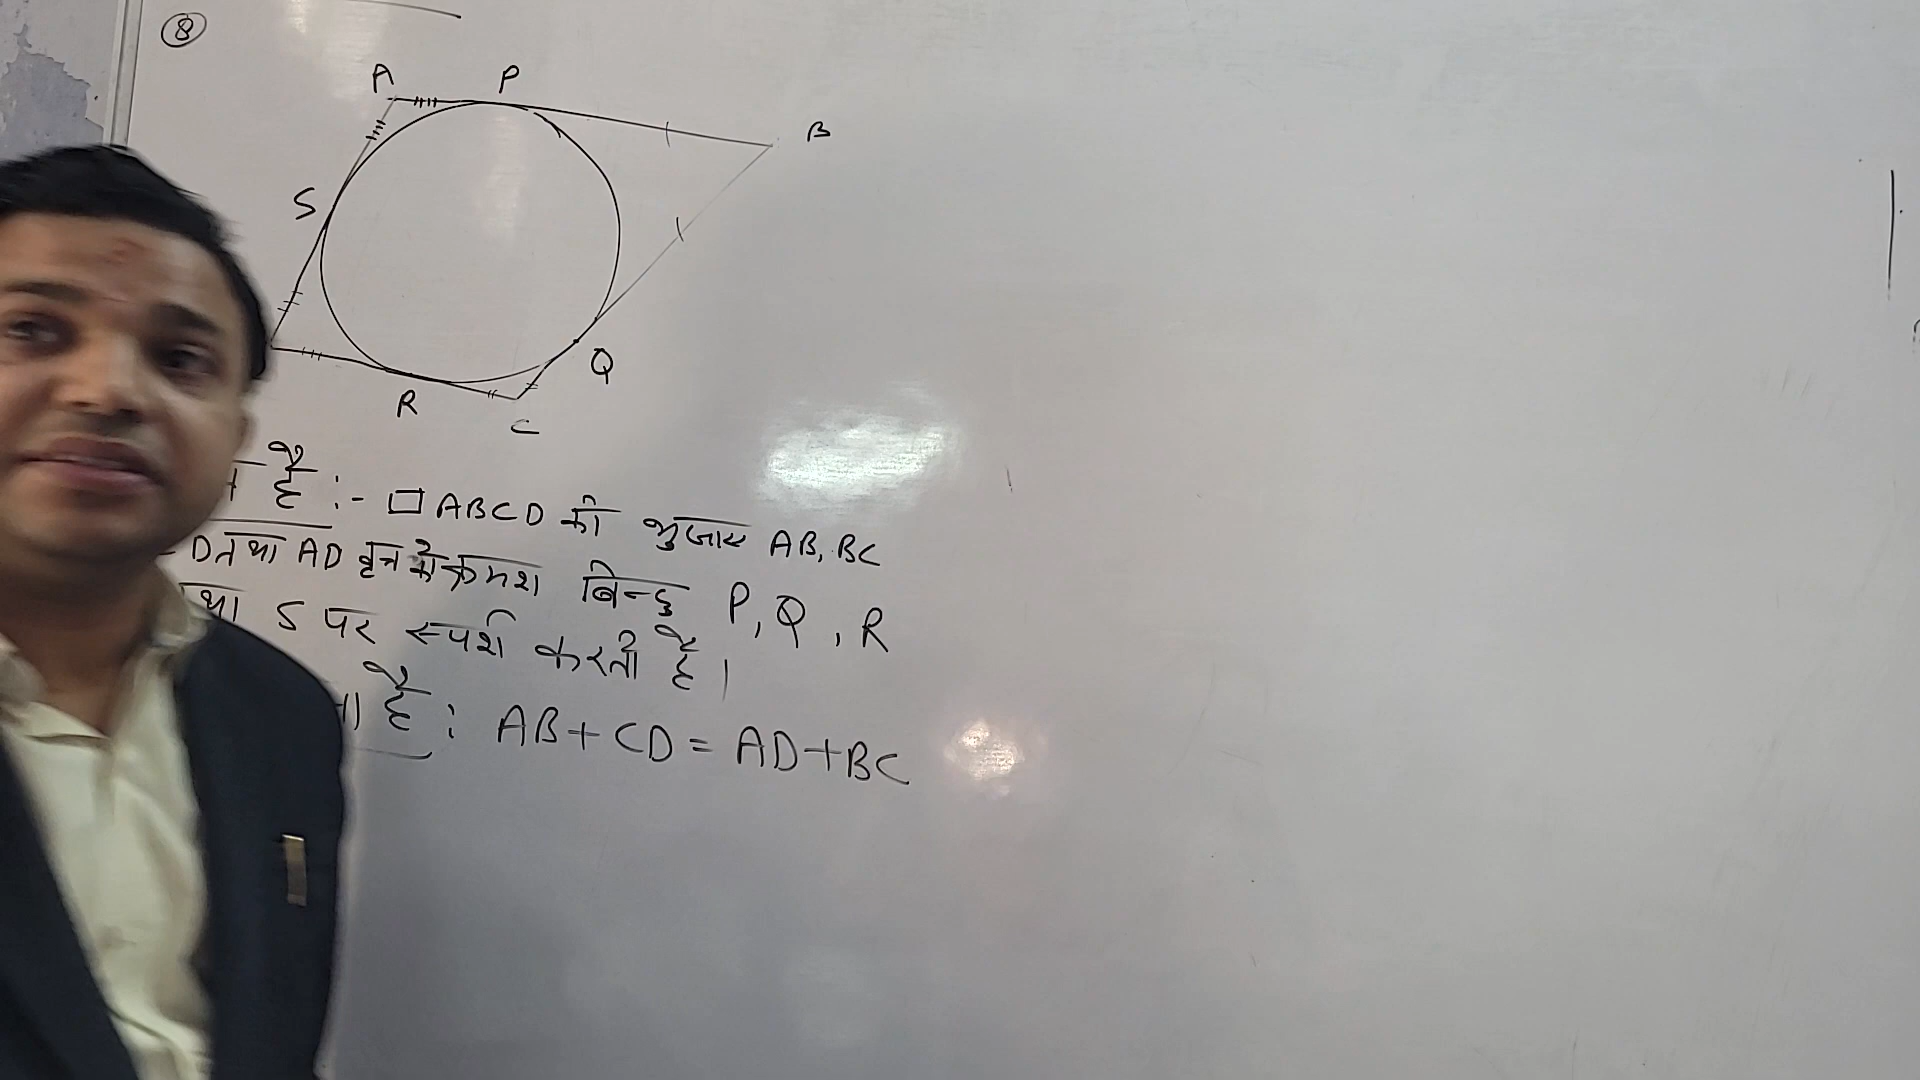 8
A P
B
S
Q
R
C
है :- □ ABCD की भुजाए AB, BC
D तथा AD वृत को क्रमश बिन्दु P, Q, R
था S पर स्पर्श करती है।
है : AB + CD = AD + BC